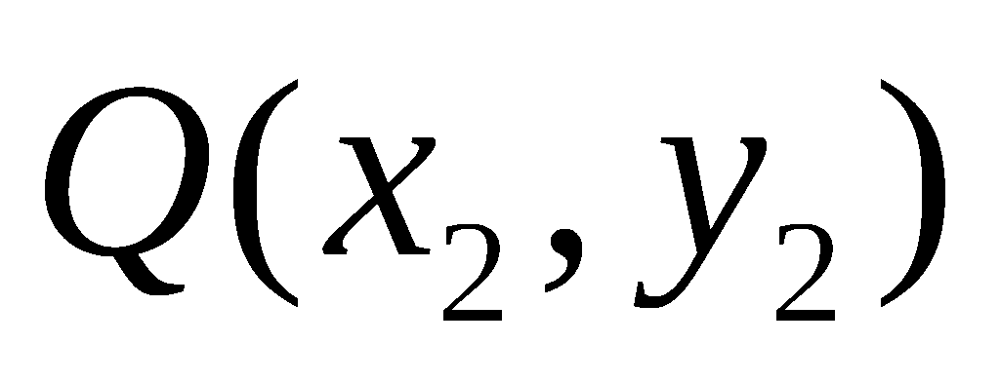 Q(x₂, y₂)